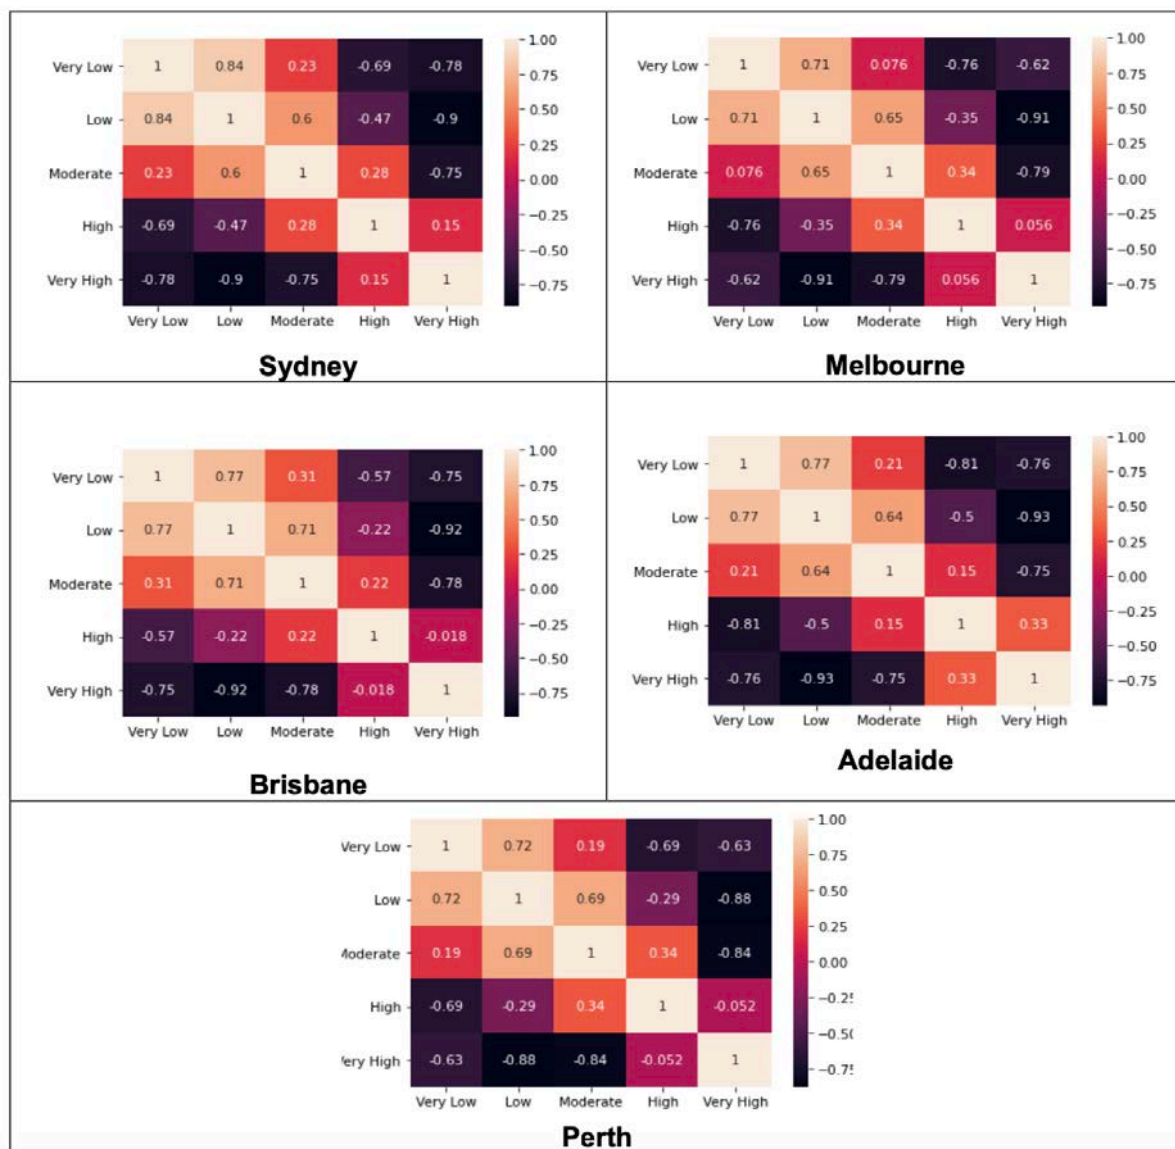 1.00
Very Low 1 0.84 0.23 -0.69 -0.78
0.75
Low 0.84 1 0.6 -0.47 -0.9
0.50
0.25
Moderate 0.23 0.6 1 0.28 -0.75
0.00
−0.25
High -0.69 -0.47 0.28 1 0.15
−0.50
Very High -0.78 -0.9 -0.75 0.15 1
−0.75
Very Low Low Moderate High Very High
Sydney
1.00
Very Low 1 0.71 0.076 -0.76 -0.62
0.75
Low 0.71 1 0.65 -0.35 -0.91
0.50
0.25
Moderate 0.076 0.65 1 0.34 -0.79
0.00
−0.25
High -0.76 -0.35 0.34 1 0.056
−0.50
Very High -0.62 -0.91 -0.79 0.056 1
−0.75
Very Low Low Moderate High Very High
Melbourne
1.00
Very Low 1 0.77 0.31 -0.57 -0.75
0.75
Low 0.77 1 0.71 -0.22 -0.92
0.50
0.25
Moderate 0.31 0.71 1 0.22 -0.78
0.00
−0.25
High -0.57 -0.22 0.22 1 -0.018
−0.50
Very High -0.75 -0.92 -0.78 -0.018 1
−0.75
Very Low Low Moderate High Very High
Brisbane
1.00
Very Low 1 0.77 0.21 -0.81 -0.76
0.75
Low 0.77 1 0.64 -0.5 -0.93
0.50
0.25
Moderate 0.21 0.64 1 0.15 -0.75
0.00
−0.25
High -0.81 -0.5 0.15 1 0.33
−0.50
Very High -0.76 -0.93 -0.75 0.33 1
−0.75
Very Low Low Moderate High Very High
Adelaide
1.00
Very Low 1 0.72 0.19 -0.69 -0.63
0.75
Low 0.72 1 0.69 -0.29 -0.88
0.50
0.25
Moderate 0.19 0.69 1 0.34 -0.84
0.00
−0.25
High -0.69 -0.29 0.34 1 -0.052
−0.50
Very High -0.63 -0.88 -0.84 -0.052 1
−0.75
Very Low Low Moderate High Very High
Perth